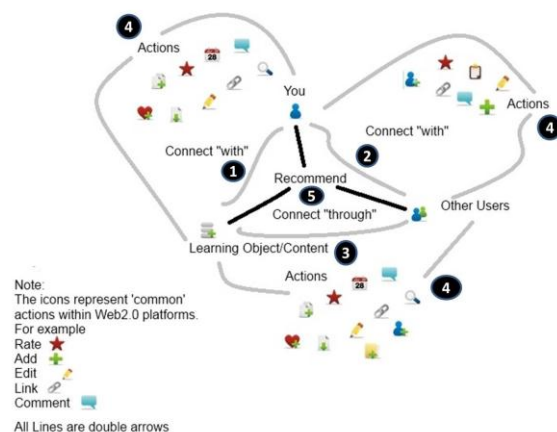 4
Actions
28
You
Actions
4
Connect "with"
Connect "with"
1
2
Recommend
5
Connect "through"
Other Users
Learning Object/Content
3
Actions
28
4
Note:
The icons represent 'common'
actions within Web2.0 platforms.
For example
Rate
Add
Edit
Link
Comment
All Lines are double arrows